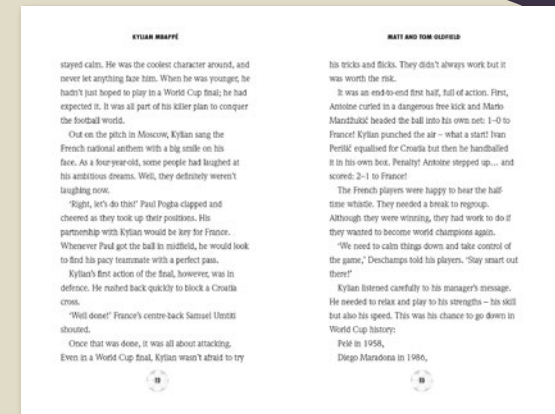 KYLIAN MBAPPÉ
stayed calm. He was the coolest character around, and
never let anything faze him. When he was younger, he
hadn't just hoped to play in a World Cup final; he had
expected it. It was all part of his killer plan to conquer
the football world.
Out on the pitch in Moscow, Kylian sang the
French national anthem with a big smile on his
face. As a four-year-old, some people had laughed at
his ambitious dreams. Well, they definitely weren't
laughing now.
'Right, let's do this!' Paul Pogba clapped and
cheered as they took up their positions. His
partnership with Kylian would be key for France.
Whenever Paul got the ball in midfield, he would look
to find his pacy teammate with a perfect pass.
Kylian's first action of the final, however, was in
defence. He rushed back quickly to block a Croatia
cross.
'Well done!' France's centre-back Samuel Umtiti
shouted.
Once that was done, it was all about attacking.
Even in a World Cup final, Kylian wasn't afraid to try
MATT AND TOM OLDFIELD
his tricks and flicks. They didn't always work but it
was worth the risk.
It was an end-to-end first half, full of action. First,
Antoine curled in a dangerous free kick and Mario
Mandžukić headed the ball into his own net: 1–0 to
France! Kylian punched the air – what a start! Ivan
Perišić equalised for Croatia but then he handballed
it in his own box. Penalty! Antoine stepped up… and
scored: 2–1 to France!
The French players were happy to hear the half-
time whistle. They needed a break to regroup.
Although they were winning, they had work to do if
they wanted to become world champions again.
'We need to calm things down and take control of
the game,' Deschamps told his players. 'Stay smart out
there!'
Kylian listened carefully to his manager's message.
He needed to relax and play to his strengths – his skill
but also his speed. This was his chance to go down in
World Cup history:
Pelé in 1958,
Diego Maradona in 1986,